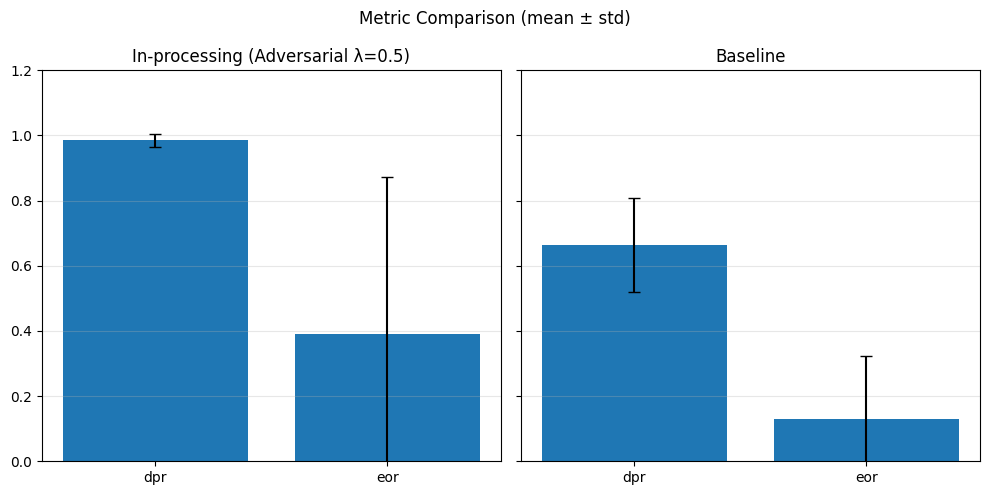 Metric Comparison (mean ± std)
In-processing (Adversarial λ=0.5)
Baseline
1.2
1.0
0.8
0.6
0.4
0.2
0.0
dpr
eor
dpr
eor